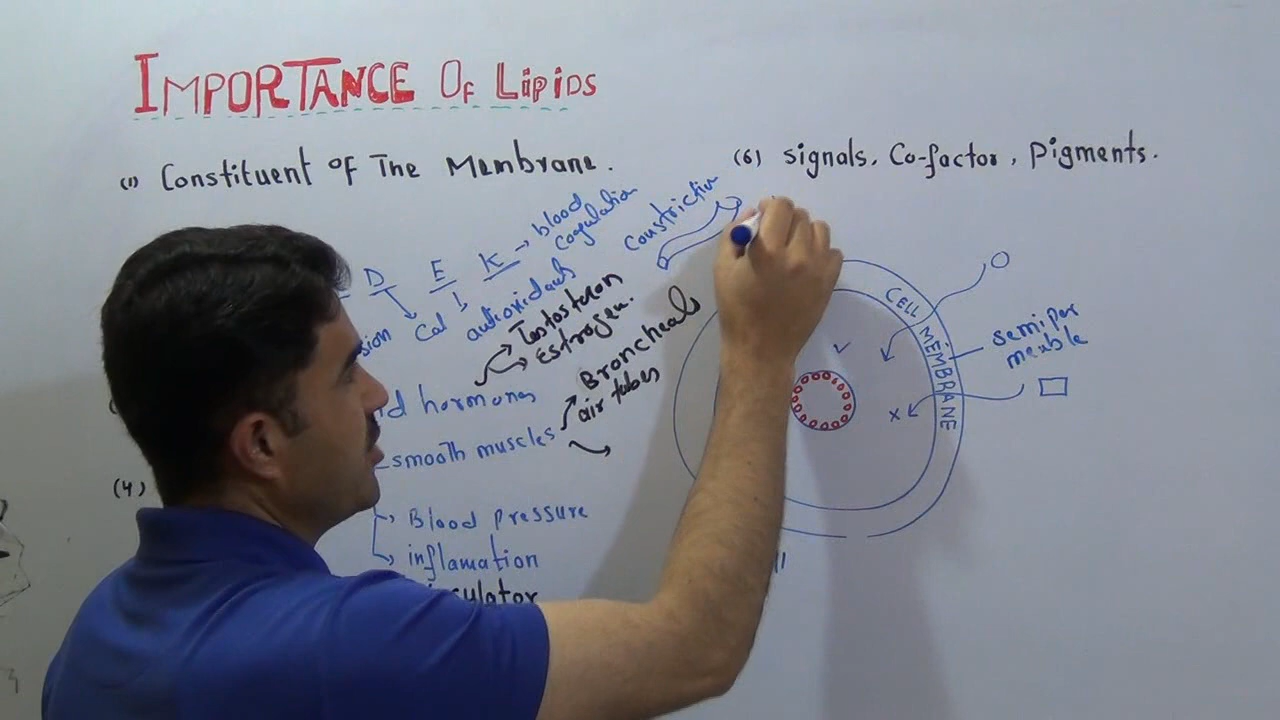 IMPORTANCE OF LipiDS
(1) Constituent of The Membrane.
(6) signals, Co-factor, Pigments.
D E K → blood
Coagulation
sion Cal antioxidants
Constriction
Testosteron
Estrogen.
hormones
Broncheals
air tubes
smooth muscles
(4)
Blood pressure
inflamation
CELL MEMBRANE
semiper
meable
x